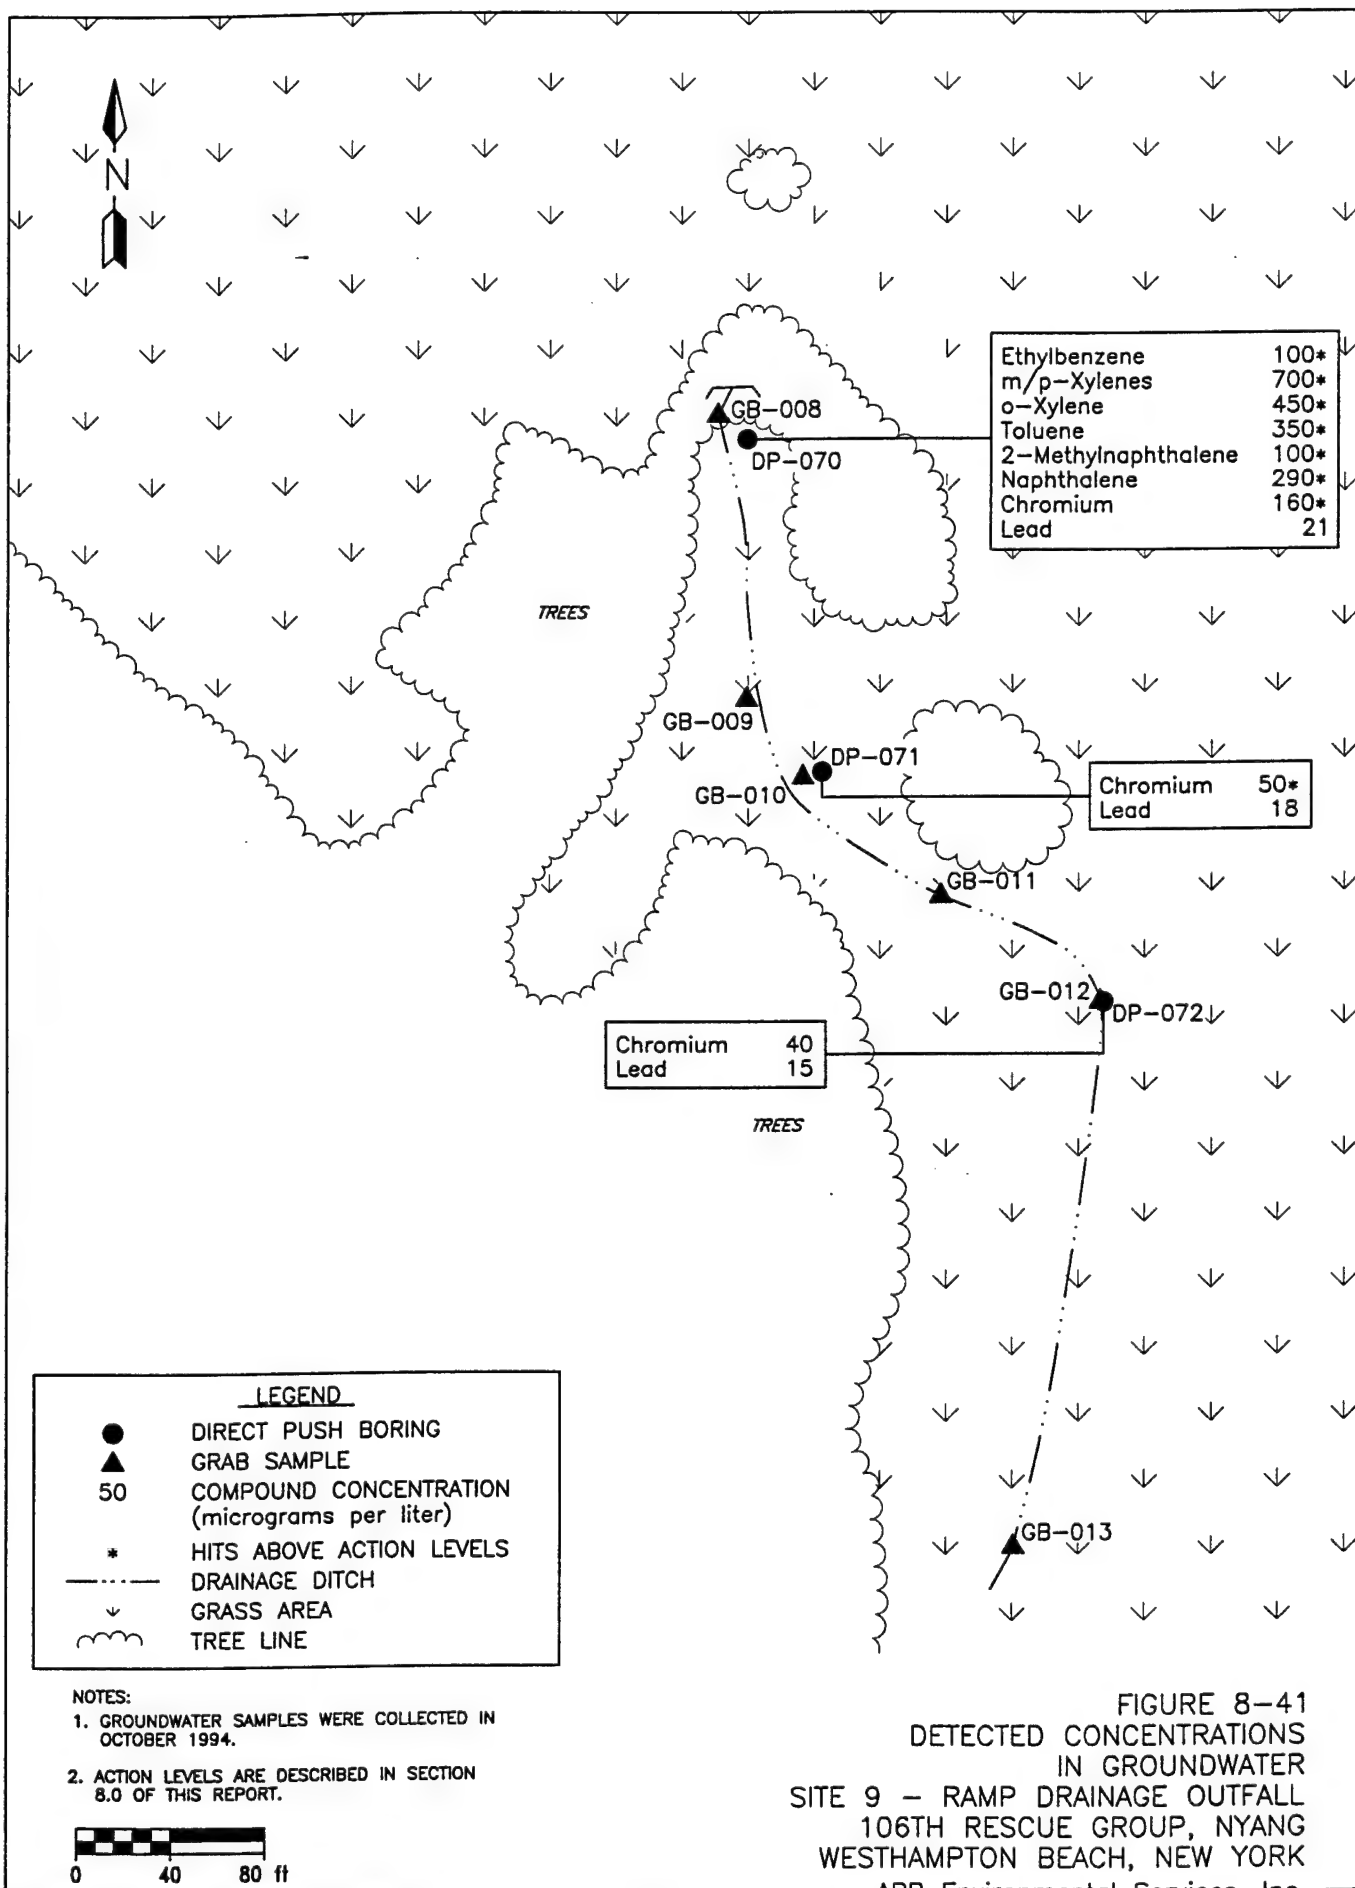 N
Ethylbenzene 100*
m/p-Xylenes 700*
o-Xylene 450*
Toluene 350*
2-Methylnaphthalene 100*
Naphthalene 290*
Chromium 160*
Lead 21
GB-008
DP-070
TREES
GB-009
DP-071
GB-010
Chromium 50*
Lead 18
GB-011
GB-012
DP-072
Chromium 40
Lead 15
TREES
GB-013
LEGEND
DIRECT PUSH BORING
GRAB SAMPLE
50 COMPOUND CONCENTRATION
(micrograms per liter)
* HITS ABOVE ACTION LEVELS
DRAINAGE DITCH
GRASS AREA
TREE LINE
NOTES:
1. GROUNDWATER SAMPLES WERE COLLECTED IN
OCTOBER 1994.
2. ACTION LEVELS ARE DESCRIBED IN SECTION
8.0 OF THIS REPORT.
0 40 80 ft
FIGURE 8-41
DETECTED CONCENTRATIONS
IN GROUNDWATER
SITE 9 - RAMP DRAINAGE OUTFALL
106TH RESCUE GROUP, NYANG
WESTHAMPTON BEACH, NEW YORK
Environmental Services, Inc.